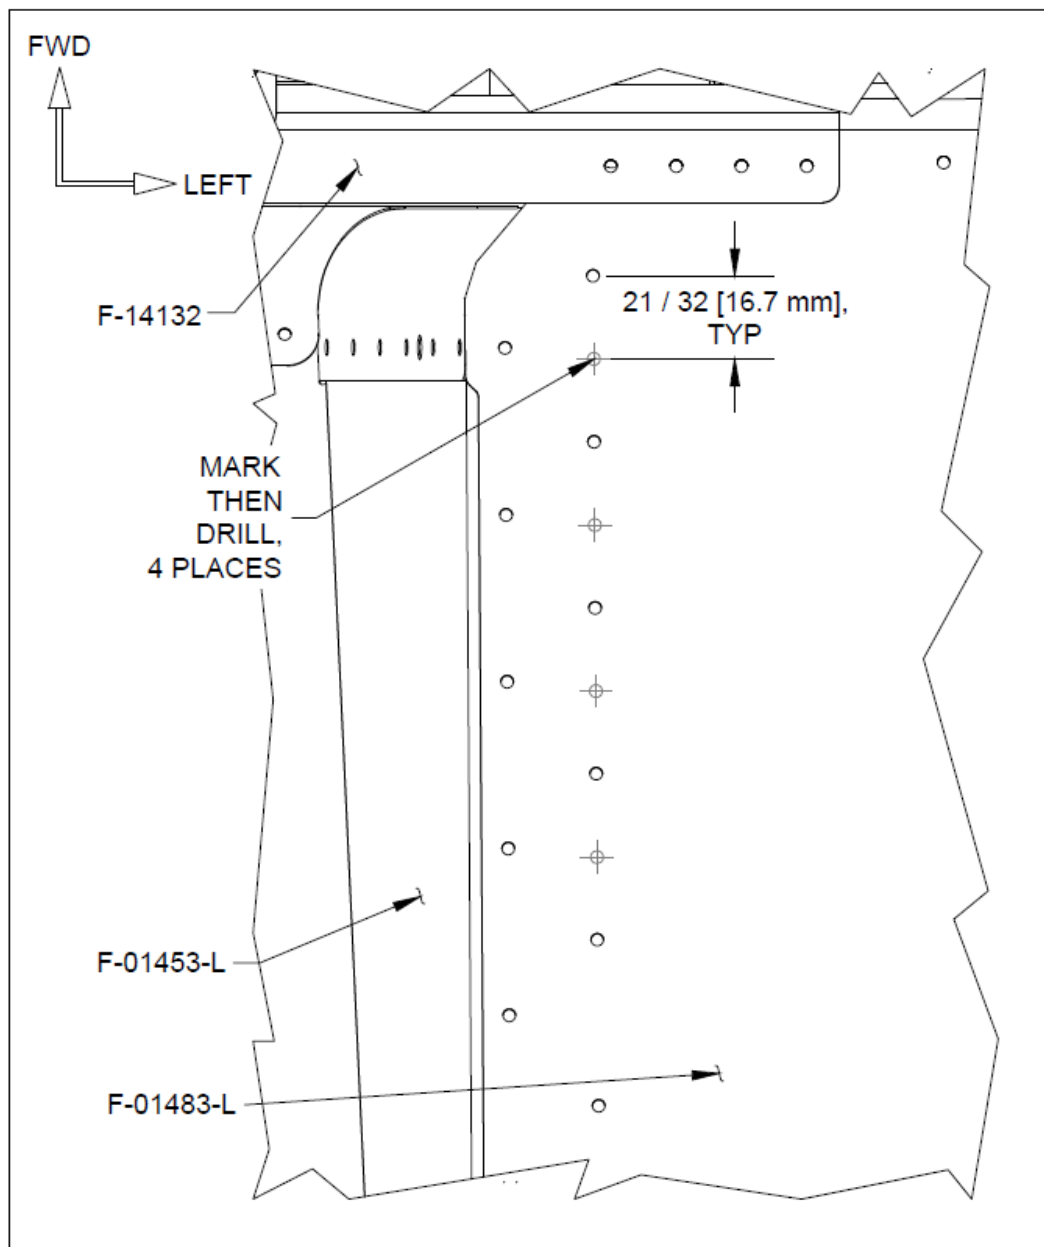 FWD
LEFT
F-14132
21 / 32 [16.7 mm],
TYP
MARK
THEN
DRILL,
4 PLACES
F-01453-L
F-01483-L